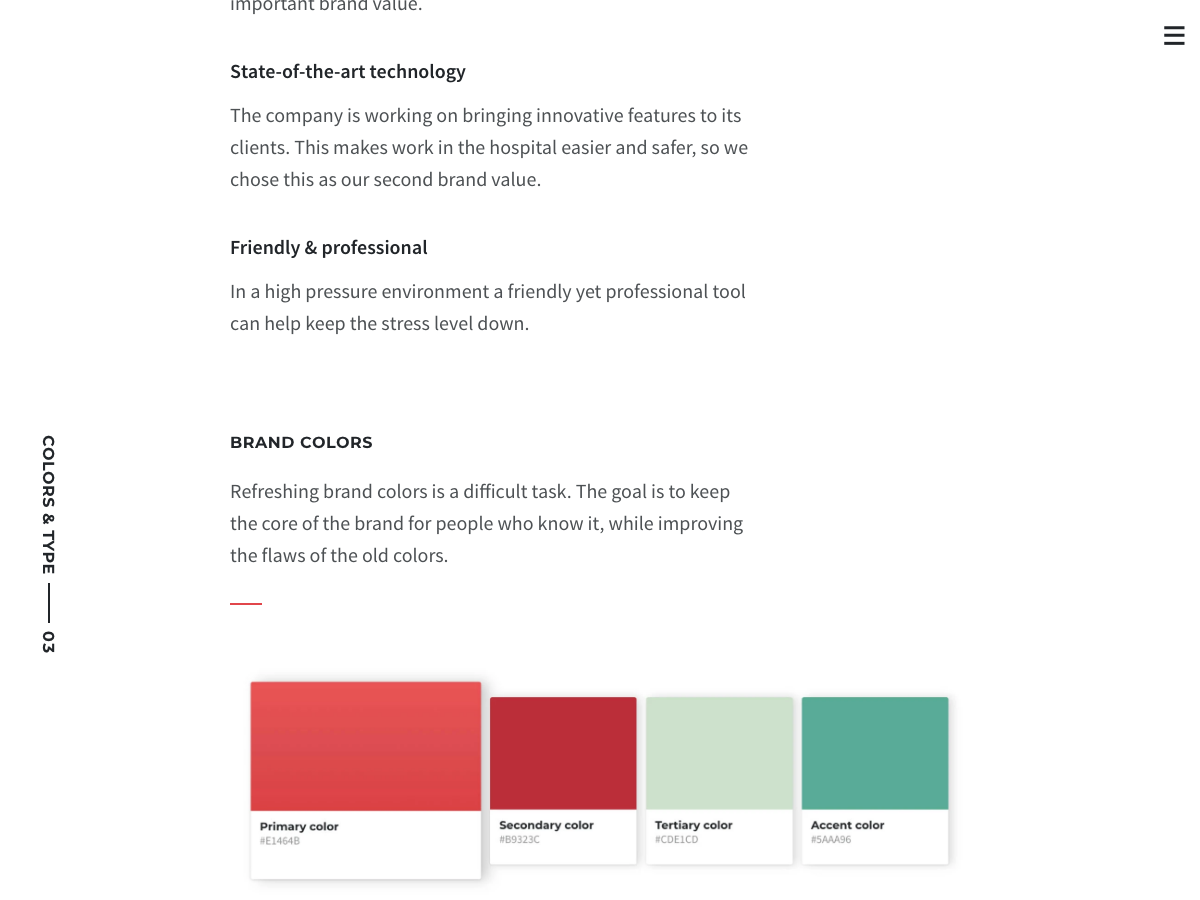 important brand value.
State-of-the-art technology
The company is working on bringing innovative features to its
clients. This makes work in the hospital easier and safer, so we
chose this as our second brand value.
Friendly & professional
In a high pressure environment a friendly yet professional tool
can help keep the stress level down.
COLORS & TYPE — 03
BRAND COLORS
Refreshing brand colors is a difficult task. The goal is to keep
the core of the brand for people who know it, while improving
the flaws of the old colors.
Primary color
#E1464B
Secondary color
#B9323C
Tertiary color
#CDE1CD
Accent color
#5AAA96